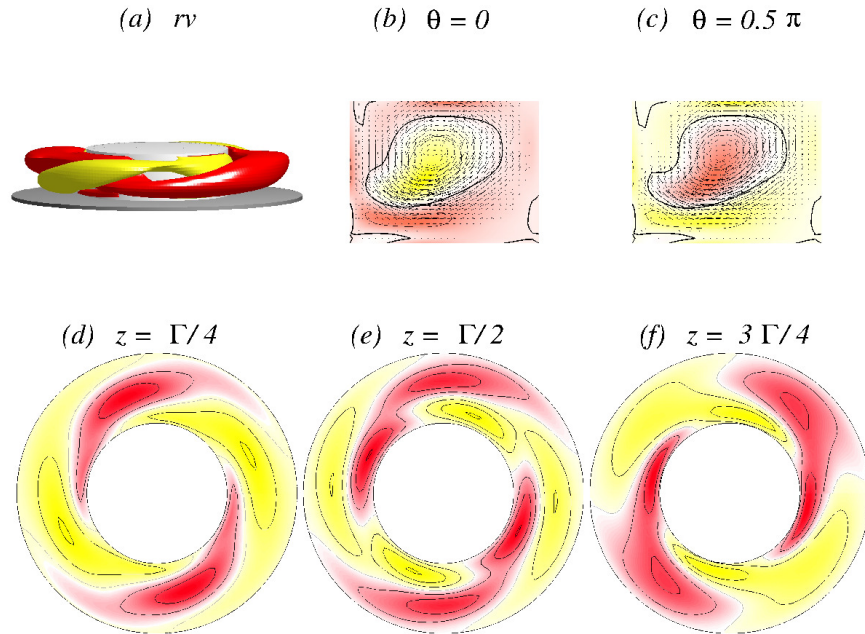 (a) rv
(b) θ = 0
(c) θ = 0.5 π
(d) z = Γ/4
(e) z = Γ/2
(f) z = 3 Γ/4